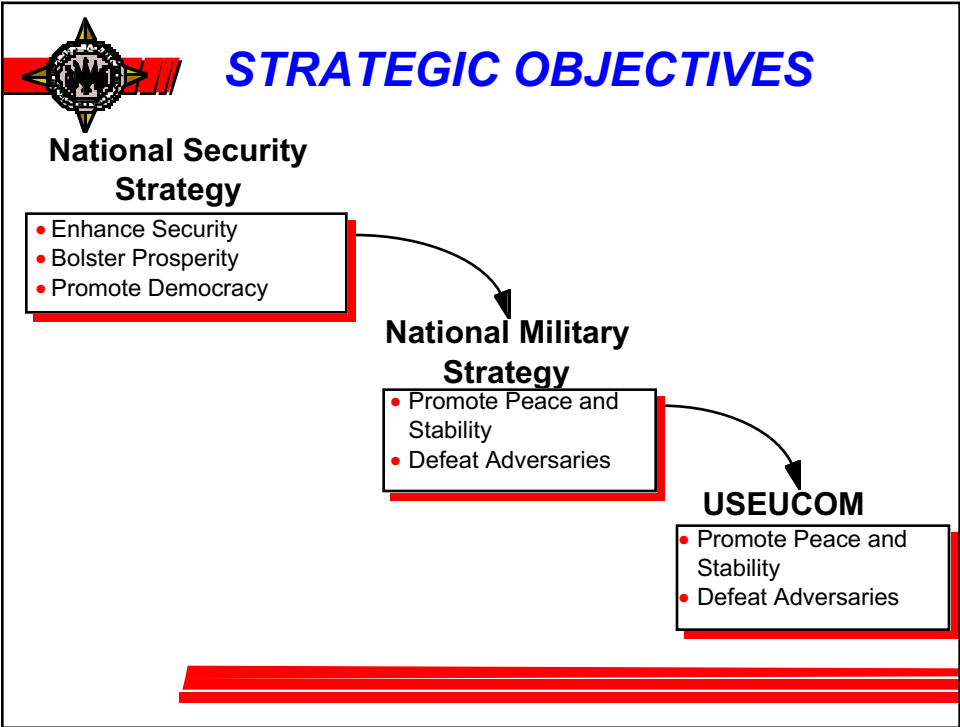 STRATEGIC OBJECTIVES
National Security
Strategy
• Enhance Security
• Bolster Prosperity
• Promote Democracy
National Military
Strategy
• Promote Peace and
Stability
• Defeat Adversaries
USEUCOM
• Promote Peace and
Stability
• Defeat Adversaries